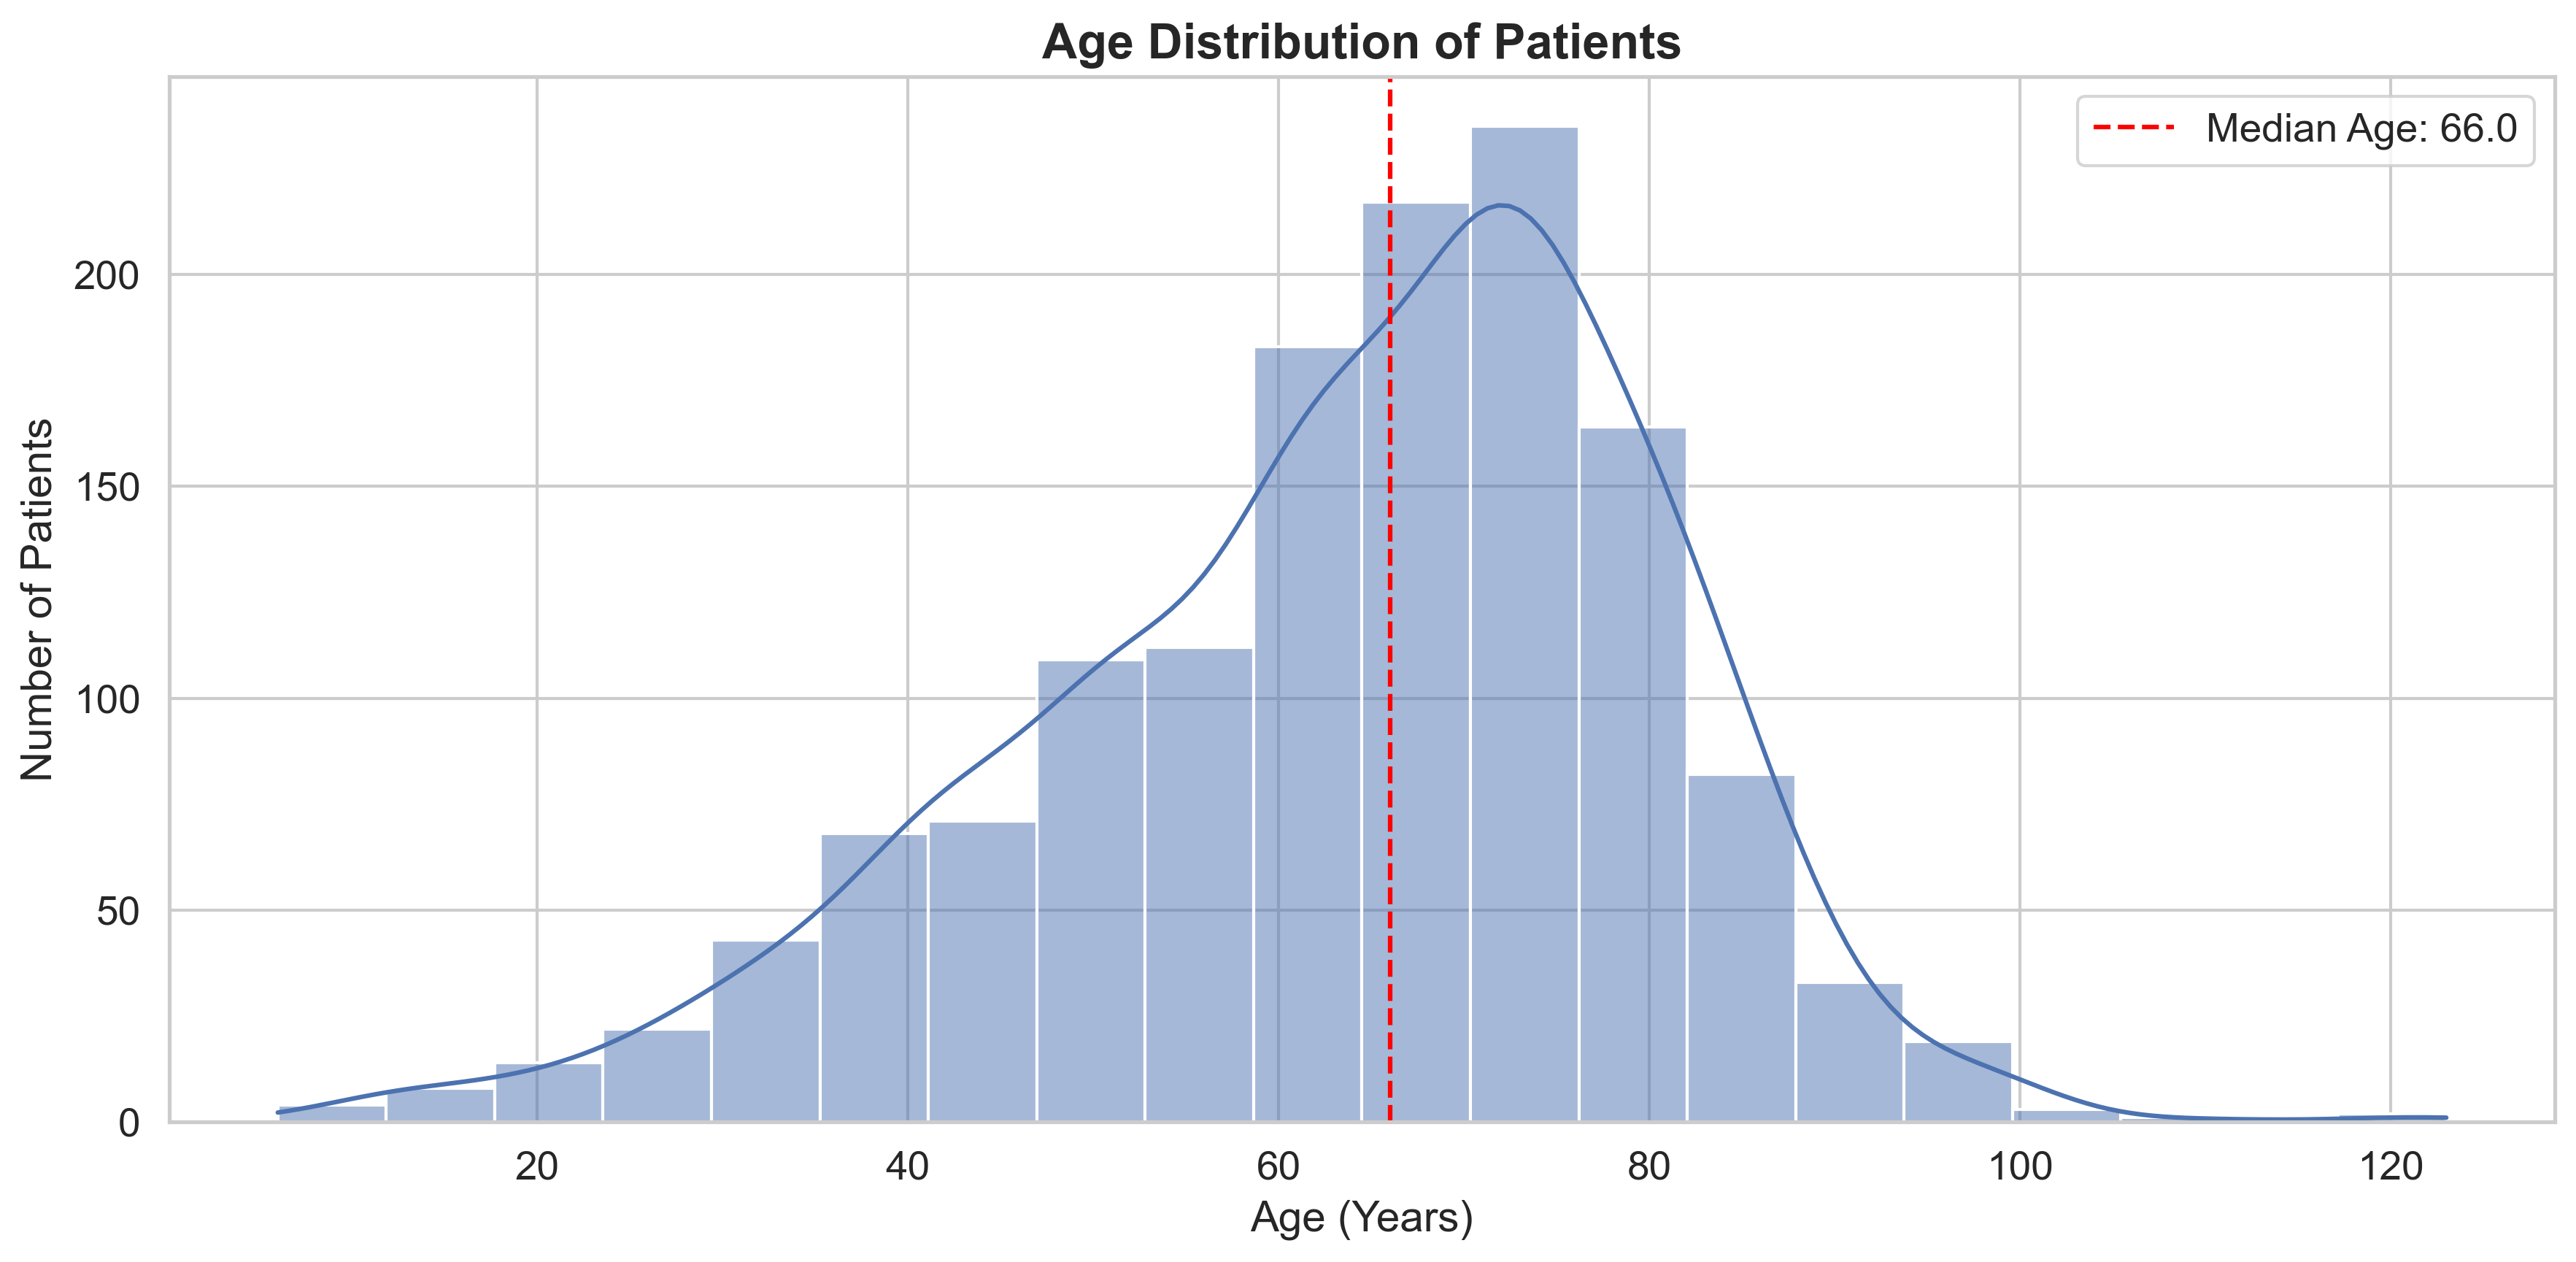 Age Distribution of Patients
Median Age: 66.0
Number of Patients
200
150
100
50
0
20 40 60 80 100 120
Age (Years)